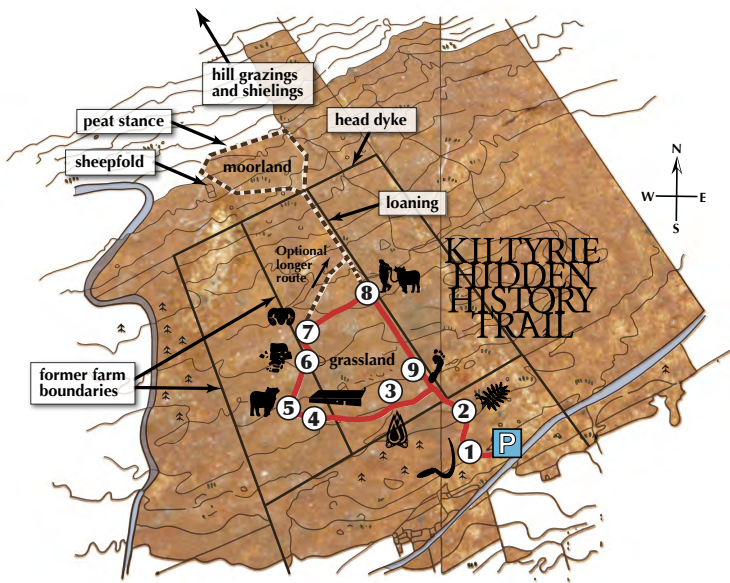 hill grazings
and shielings
peat stance
head dyke
sheepfold
moorland
loaning
N
W
E
S
Optional
longer
route
KILTYRIE
HIDDEN
HISTORY
TRAIL
8
7
6
grassland
former farm
boundaries
9
3
5
4
2
1
P